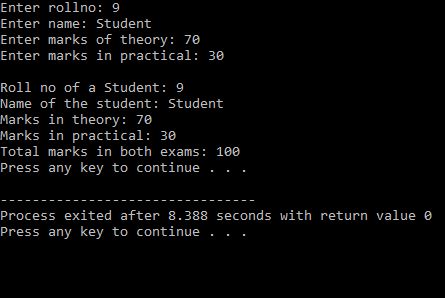 Enter rollno: 9
Enter name: Student
Enter marks of theory: 70
Enter marks in practical: 30
Roll no of a Student: 9
Name of the student: Student
Marks in theory: 70
Marks in practical: 30
Total marks in both exams: 100
Press any key to continue . . .
--------------------------------
Process exited after 8.388 seconds with return value 0
Press any key to continue . . .